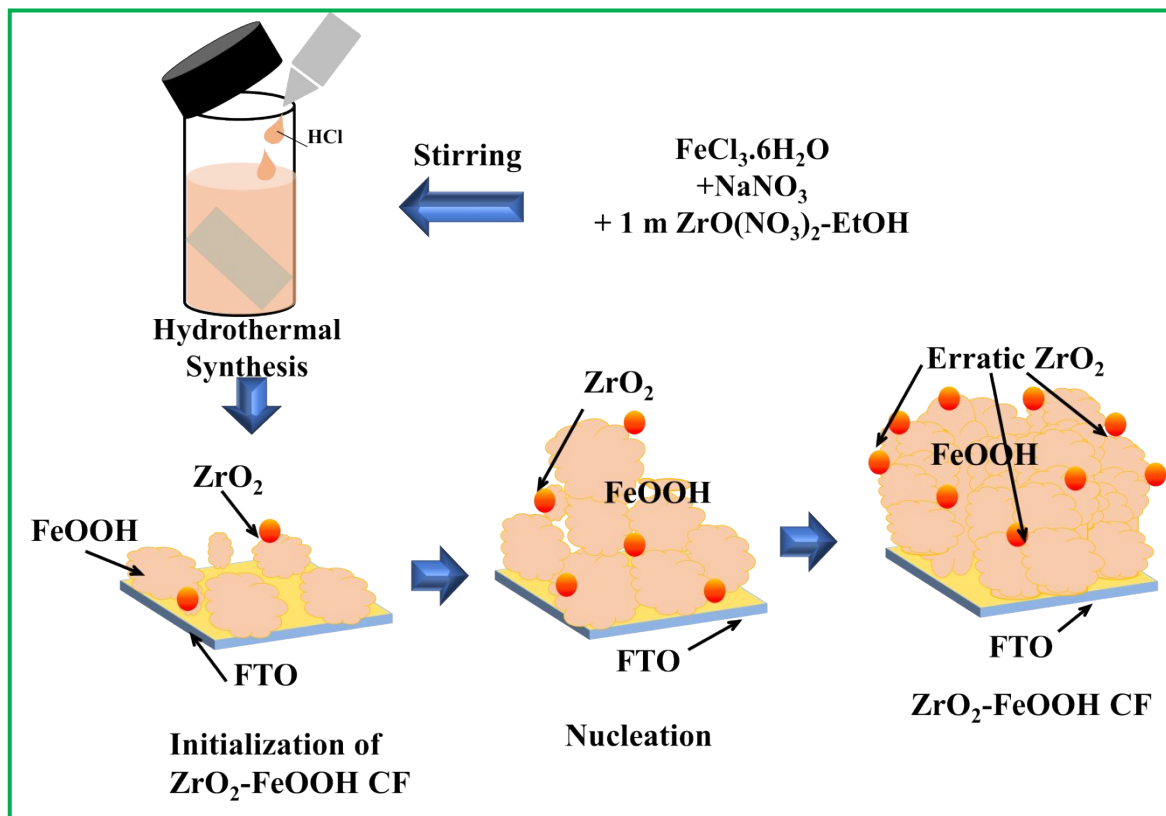 HCl
Stirring
FeCl₃.6H₂O
+NaNO₃
+ 1 m ZrO(NO₃)₂-EtOH
Hydrothermal
Synthesis
ZrO₂
FeOOH
FTO
Initialization of
ZrO₂-FeOOH CF
ZrO₂
FeOOH
FTO
Nucleation
Erratic ZrO₂
FeOOH
FTO
ZrO₂-FeOOH CF